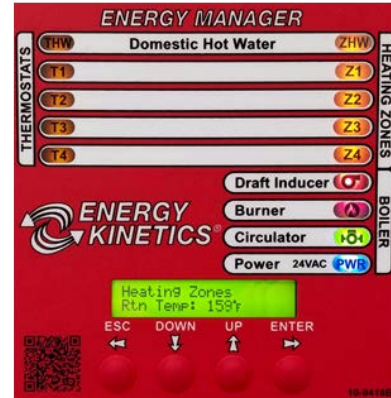 ENERGY MANAGER
THERMOSTATS
HEATING ZONES
THW Domestic Hot Water ZHW
T1 Z1
T2 Z2
T3 Z3
T4 Z4
BOILER
Draft Inducer
Burner
Circulator
Power 24VAC PWR
ENERGY
KINETICS®
Heating Zones
Rtn Temp: 159°F
ESC DOWN UP ENTER